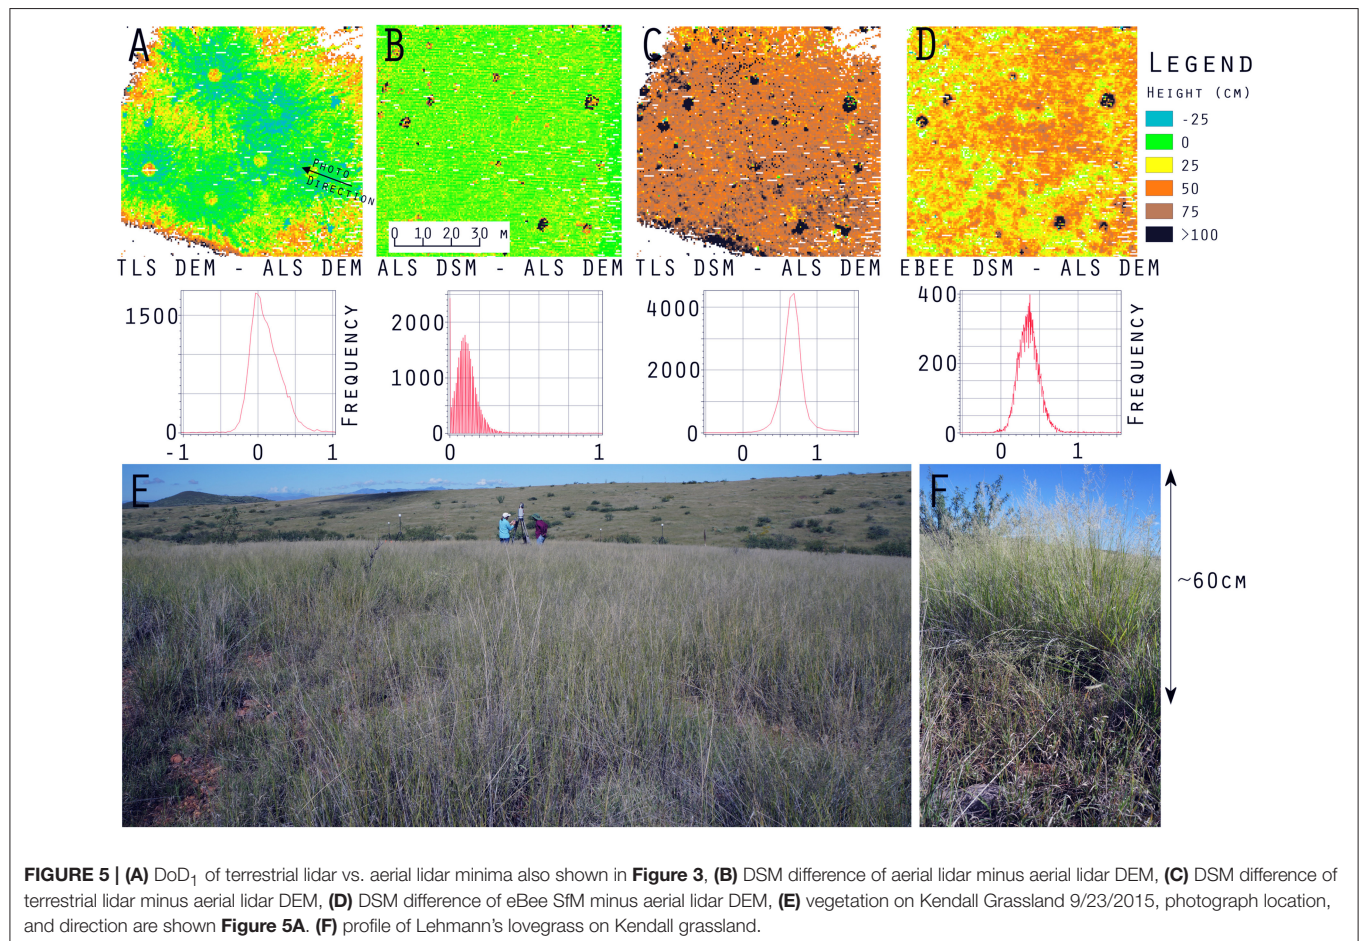 A
B
C
D
PHOTO
DIRECTION
0 10 20 30 M
LEGEND
HEIGHT (CM)
-25
0
25
50
75
>100
TLS DEM - ALS DEM
ALS DSM - ALS DEM
TLS DSM - ALS DEM
EBEE DSM - ALS DEM
1500
0
-1 0 1
FREQUENCY
2000
1000
0
0 1
4000
2000
0
0 1
400
200
0
0 1
FREQUENCY
E
F
~60CM
FIGURE 5 | (A) DoD1 of terrestrial lidar vs. aerial lidar minima also shown in Figure 3, (B) DSM difference of aerial lidar minus aerial lidar DEM, (C) DSM difference of
terrestrial lidar minus aerial lidar DEM, (D) DSM difference of eBee SfM minus aerial lidar DEM, (E) vegetation on Kendall Grassland 9/23/2015, photograph location,
and direction are shown Figure 5A. (F) profile of Lehmann's lovegrass on Kendall grassland.